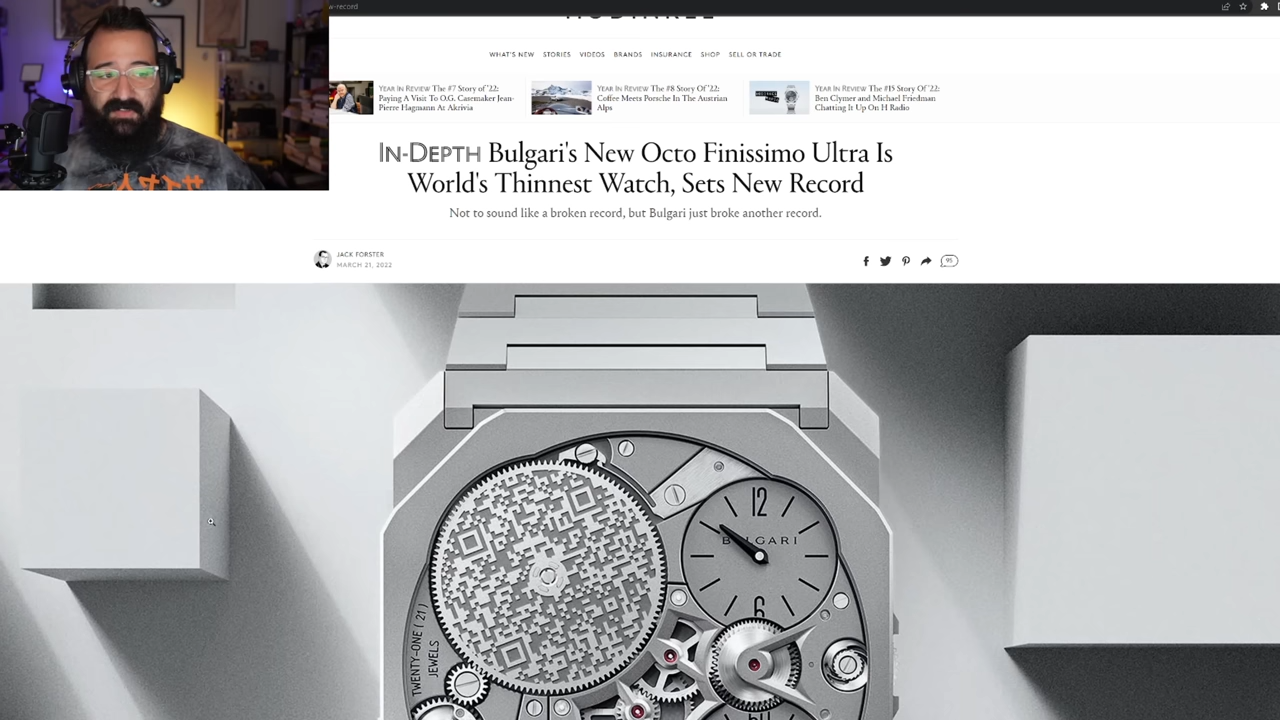 w-record
HODINKEE
WHAT'S NEW STORIES VIDEOS BRANDS INSURANCE SHOP SELL OR TRADE
YEAR IN REVIEW The #7 Story of '22:
Paying A Visit To O.G. Casemaker Jean-
Pierre Hagmann At Akrivia
YEAR IN REVIEW The #8 Story Of '22:
Coffee Meets Porsche In The Austrian
Alps
YEAR IN REVIEW The #15 Story Of '22:
Ben Clymer and Michael Friedman
Chatting It Up On H Radio
IN-DEPTH Bulgari's New Octo Finissimo Ultra Is
World's Thinnest Watch, Sets New Record
Not to sound like a broken record, but Bulgari just broke another record.
JACK FORSTER
MARCH 21, 2022
95
12
BVLGARI
6
TWENTY-ONE (21)
JEWELS